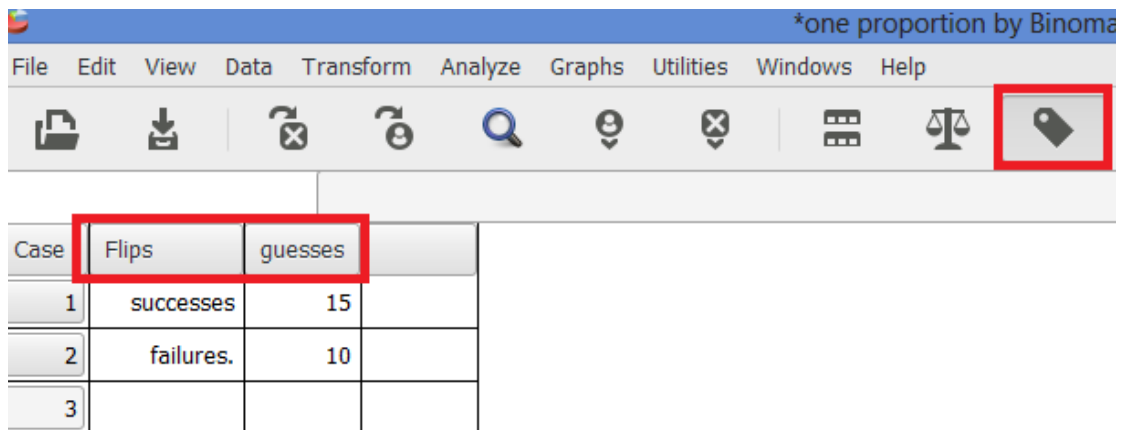 *one proportion by Binoma
File Edit View Data Transform Analyze Graphs Utilities Windows Help
Case Flips guesses
1 successes 15
2 failures. 10
3